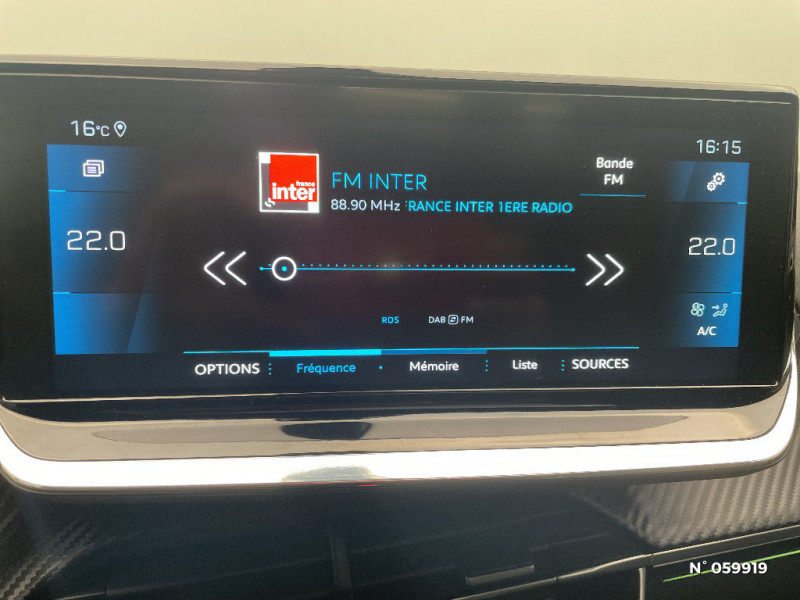 16°C
16:15
france
inter
FM INTER
Bande
FM
88.90 MHz RANCE INTER 1ERE RADIO
22.0
22.0
RDS
DAB FM
A/C
OPTIONS Fréquence Mémoire Liste SOURCES
N° 059919